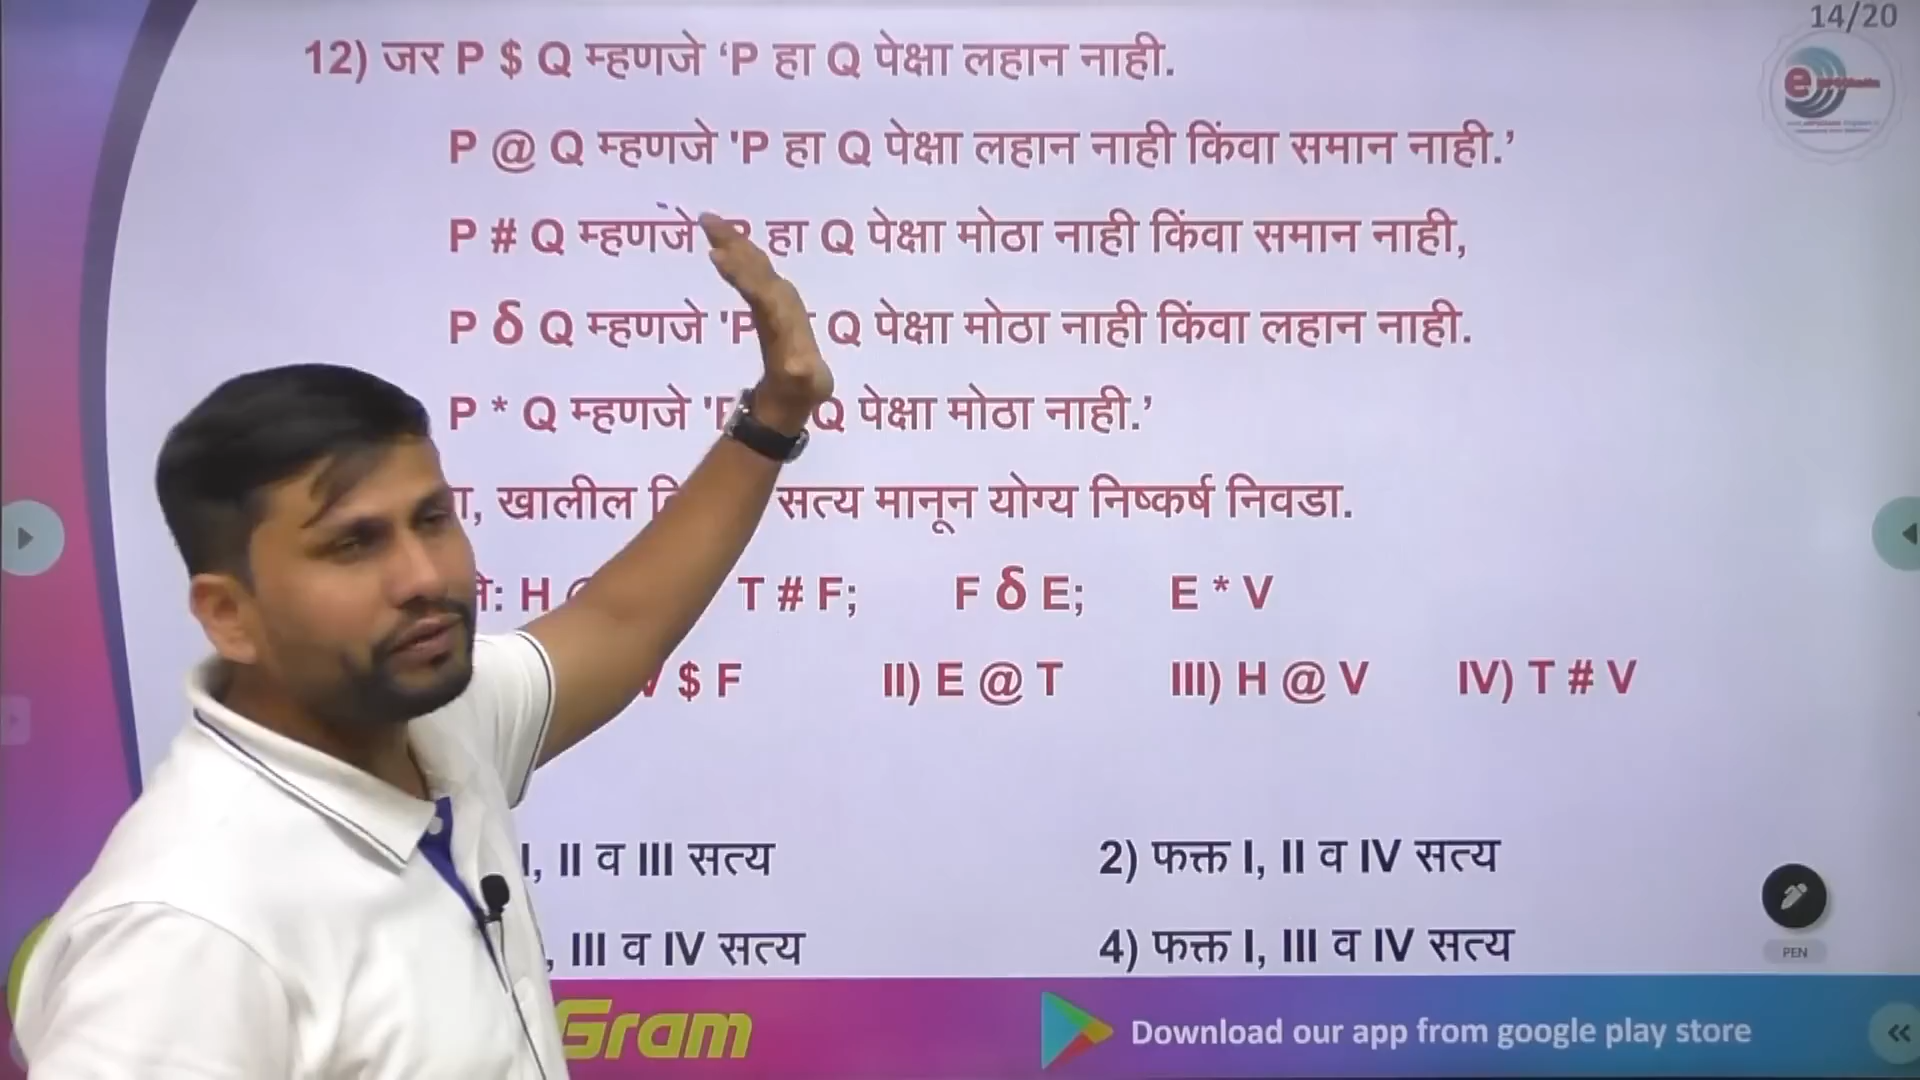 14/20
12) जर P $ Q म्हणजे ‘P हा Q पेक्षा लहान नाही.
P @ Q म्हणजे 'P हा Q पेक्षा लहान नाही किंवा समान नाही.’
P # Q म्हणजे हा Q पेक्षा मोठा नाही किंवा समान नाही,
P δ Q म्हणजे 'P Q पेक्षा मोठा नाही किंवा लहान नाही.
P * Q म्हणजे Q पेक्षा मोठा नाही.’
खालील सत्य मानून योग्य निष्कर्ष निवडा.
H T # F; F δ E; E * V
$ F II) E @ T III) H @ V IV) T # V
I, II व III सत्य 2) फक्त I, II व IV सत्य
, III व IV सत्य 4) फक्त I, III व IV सत्य
PEN
Gram Download our app from google play store